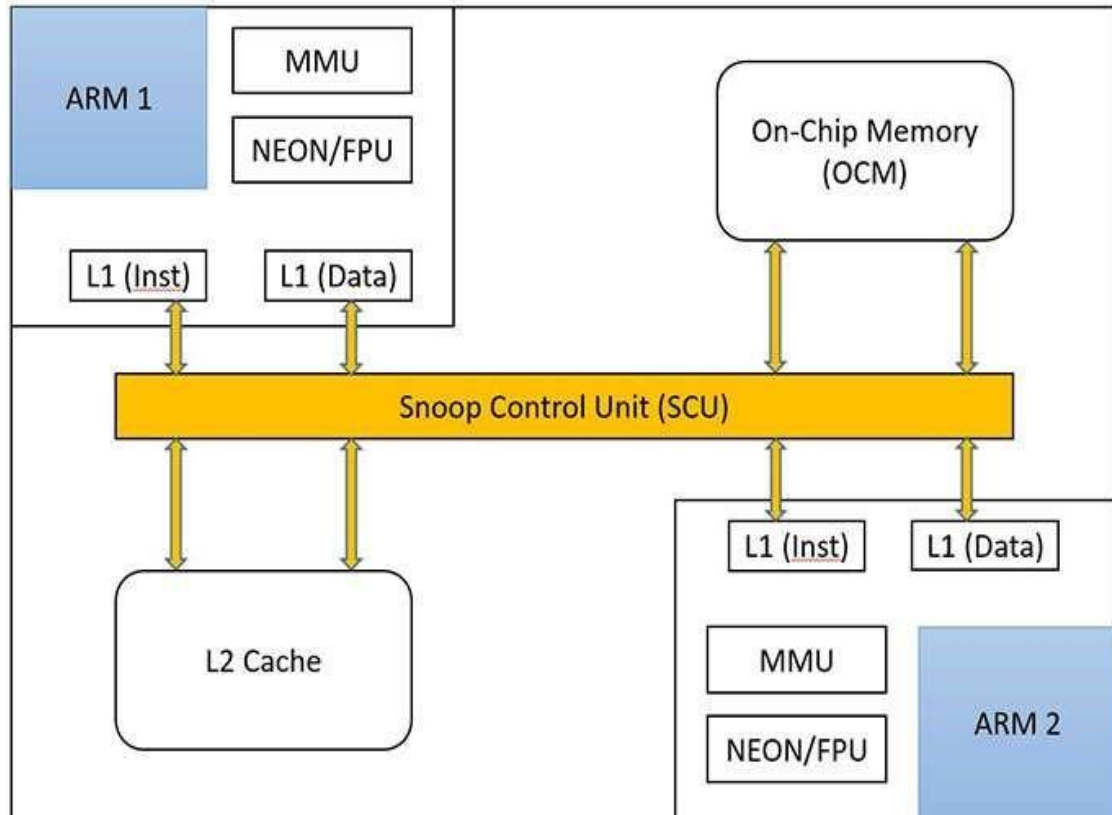 ARM 1
MMU
NEON/FPU
L1 (Inst)
L1 (Data)
On-Chip Memory
(OCM)
Snoop Control Unit (SCU)
L2 Cache
L1 (Inst)
L1 (Data)
MMU
NEON/FPU
ARM 2